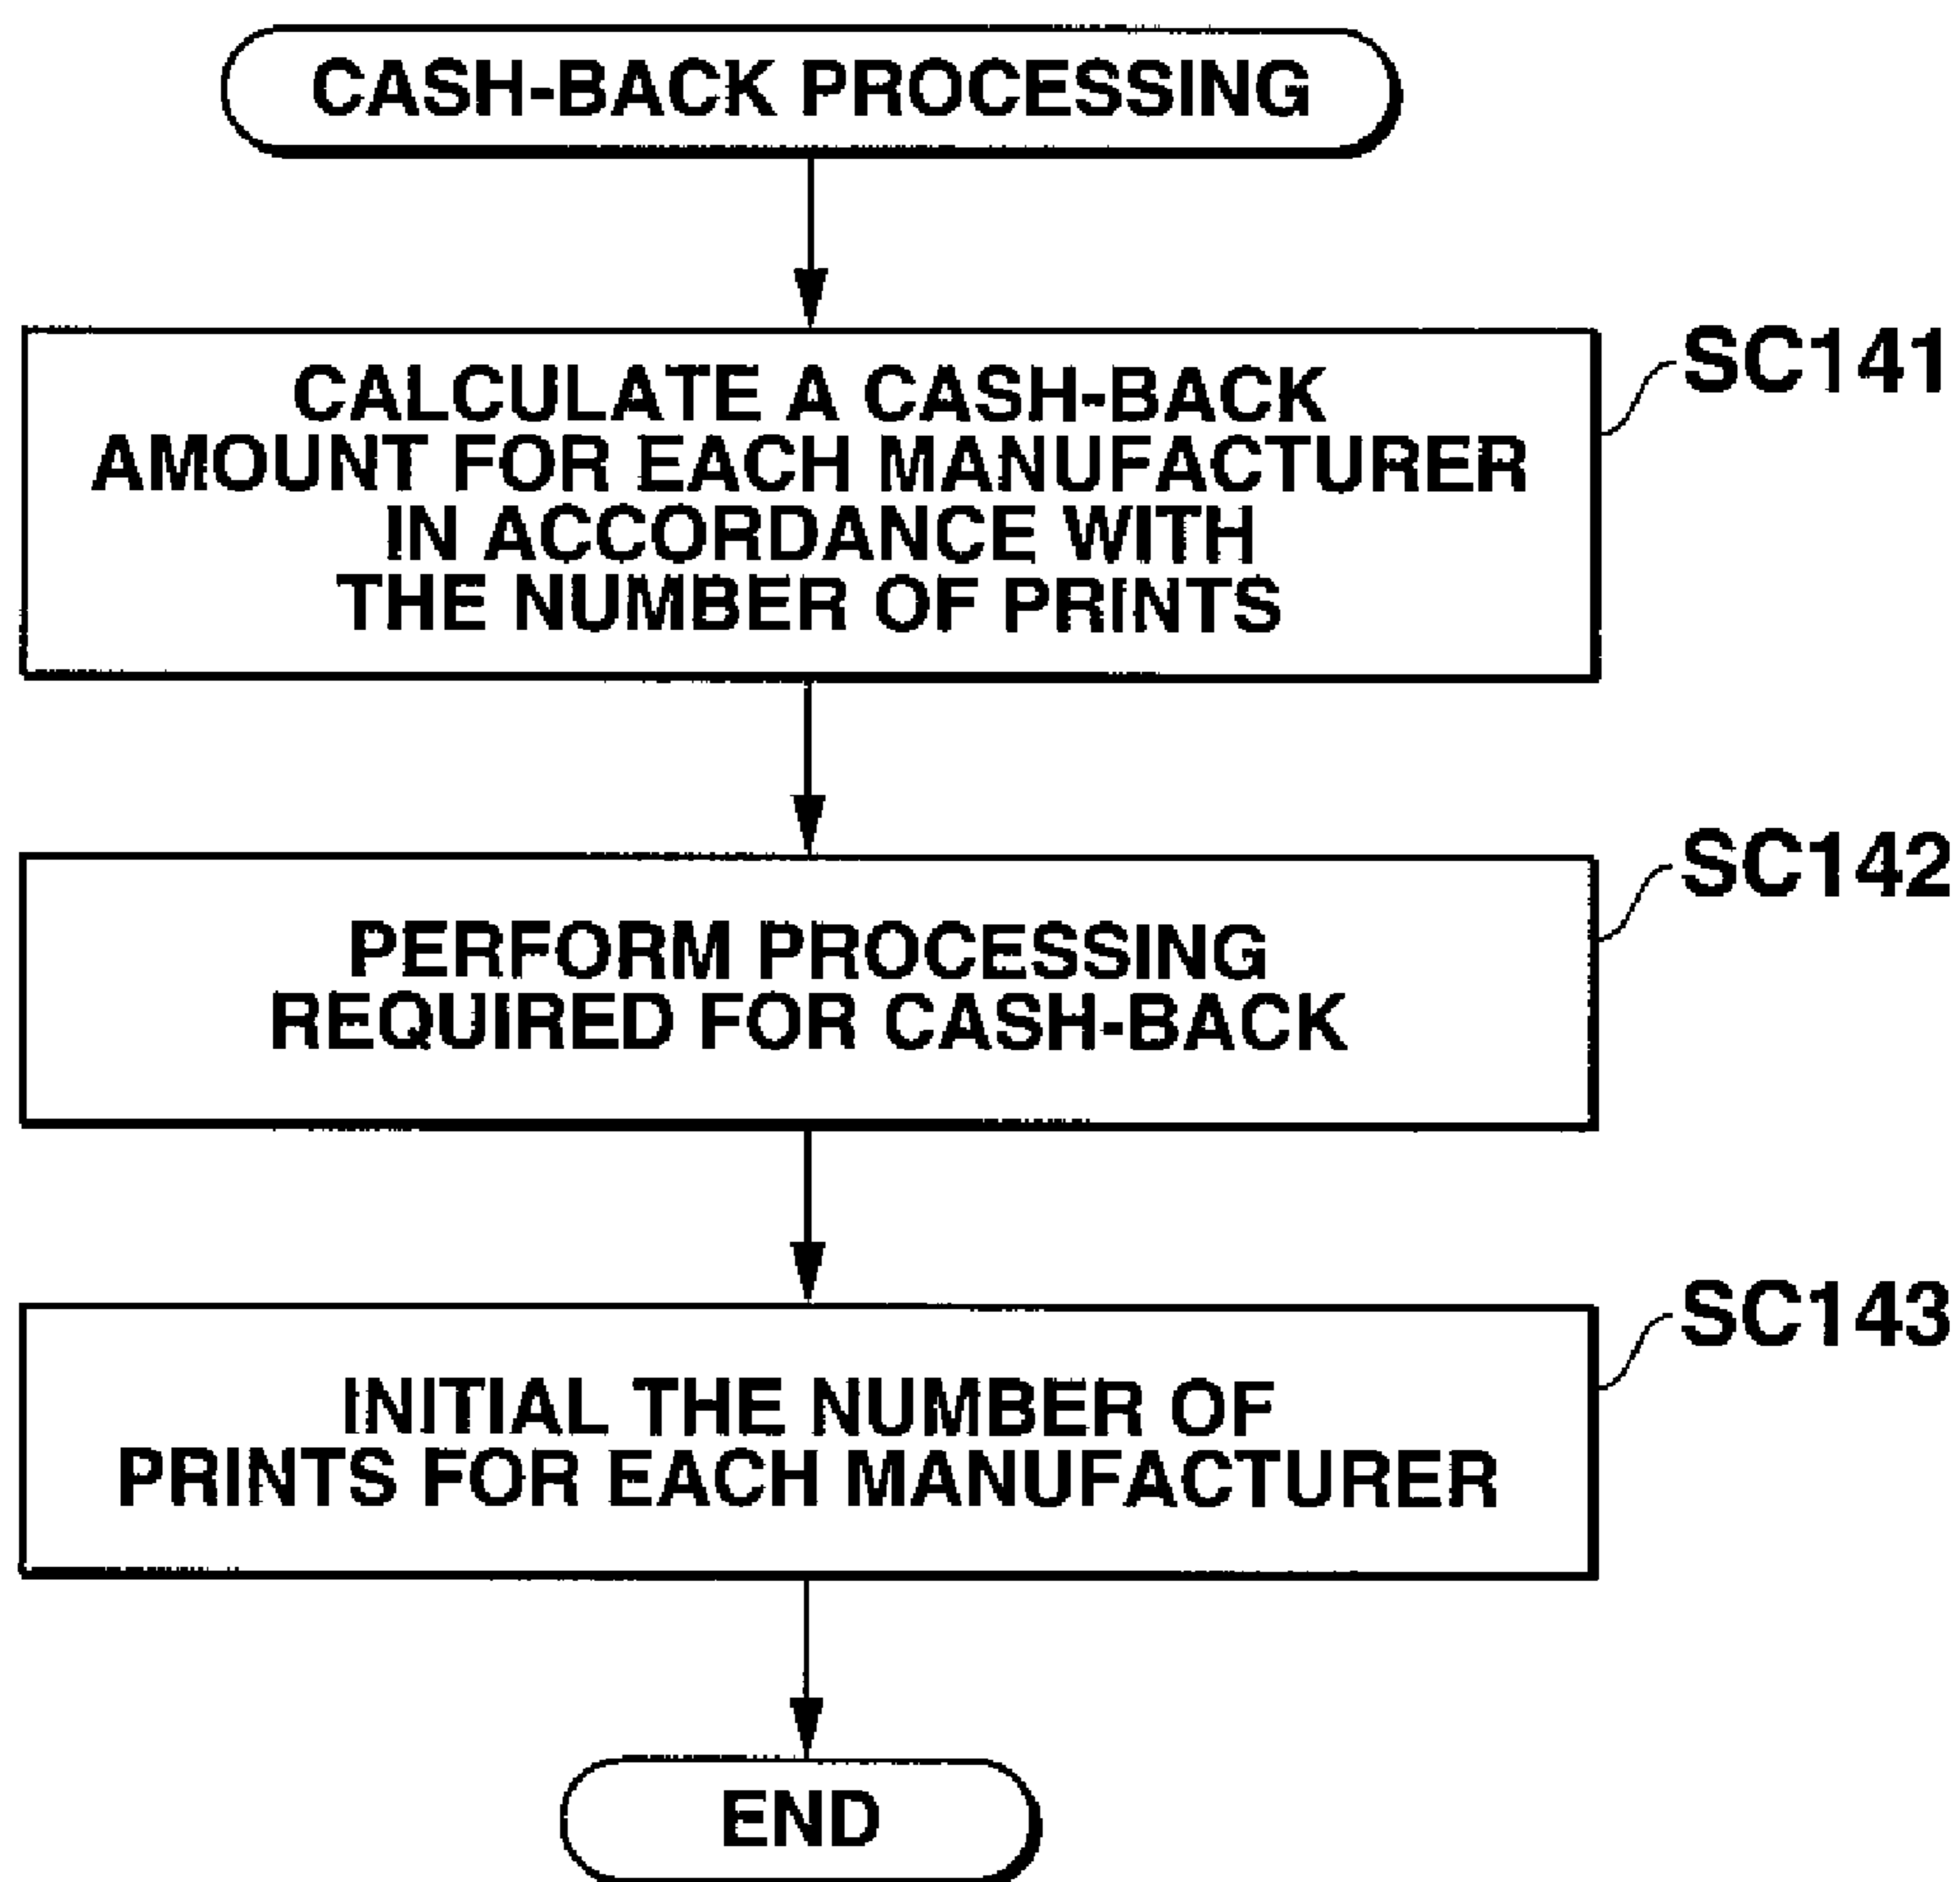 CASH-BACK PROCESSING
CALCULATE A CASH-BACK
AMOUNT FOR EACH MANUFACTURER
IN ACCORDANCE WITH
THE NUMBER OF PRINTS
SC141
PERFORM PROCESSING
REQUIRED FOR CASH-BACK
SC142
INITIAL THE NUMBER OF
PRINTS FOR EACH MANUFACTURER
SC143
END